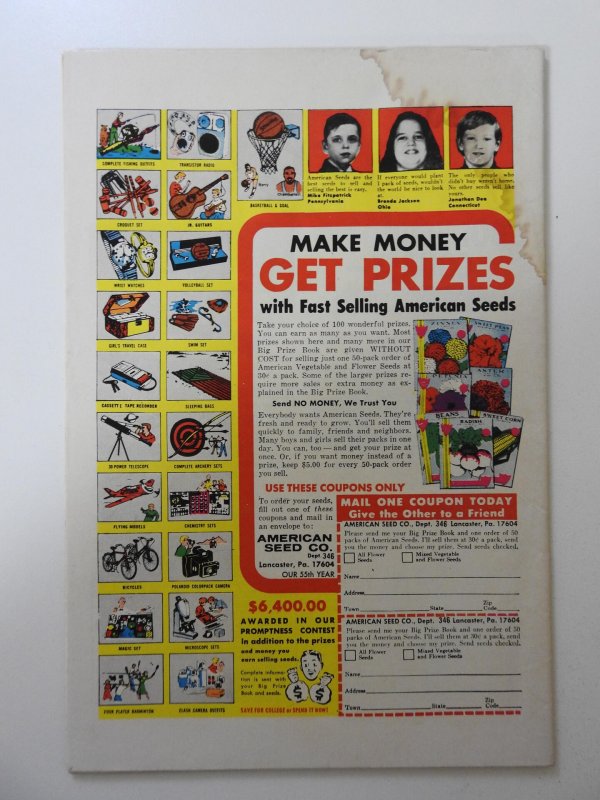 COMPLETE FISHING OUTFITS
TRANSISTOR RADIO
CROQUET SET
JR. GUITARS
BASKETBALL & GOAL
WRIST WATCHES
VOLLEYBALL SET
GIRL'S TRAVEL CASE
SWIM SET
CASSETTE TAPE RECORDER
SLEEPING BAGS
30 POWER TELESCOPE
COMPLETE ARCHERY SETS
FLYING MODELS
CHEMISTRY SETS
BICYCLES
POLAROID COLORPACK CAMERA
MAGIC SET
MICROSCOPE SETS
FOUR PLAYER BADMINTON
FLASH CAMERA OUTFITS
American Seeds are the
best seeds to sell and
selling the best is easy.
Mike Fitzpatrick
Pennsylvania
If everyone would plant
1 pack of seeds, wouldn't
the world be nice to look
at.
Brenda Jackson
Ohio
The only people who
didn't buy weren't home.
No other seeds sell like
yours.
Jonathan Dee
Connecticut
MAKE MONEY
GET PRIZES
with Fast Selling American Seeds
Take your choice of 100 wonderful prizes.
You can earn as many as you want. Most
prizes shown here and many more in our
Big Prize Book are given WITHOUT
COST for selling just one 50-pack order of
American Vegetable and Flower Seeds at
30¢ a pack. Some of the larger prizes re-
quire more sales or extra money as ex-
plained in the Big Prize Book.
Send NO MONEY, We Trust You
Everybody wants American Seeds. They're
fresh and ready to grow. You'll sell them
quickly to family, friends and neighbors.
Many boys and girls sell their packs in one
day. You can, too — and get your prize at
once. Or, if you want money instead of a
prize, keep $5.00 for every 50-pack order
you sell.
ZINNIA
SWEET PEAS
ASTER
BEANS
RADISH
SWEET CORN
USE THESE COUPONS ONLY
To order your seeds,
fill out one of these
coupons and mail in
an envelope to:
AMERICAN
SEED CO.
Dept 346
Lancaster, Pa. 17604
OUR 55th YEAR
MAIL ONE COUPON TODAY
Give the Other to a Friend
AMERICAN SEED CO., Dept. 346 Lancaster, Pa. 17604
Please send me your Big Prize Book and one order of 50
packs of American Seeds. I'll sell them at 30¢ a pack, send
you the money and choose my prize. Send seeds checked.
All Flower
Seeds
Mixed Vegetable
and Flower Seeds
Name
Address
Town State Zip Code
AMERICAN SEED CO., Dept. 346 Lancaster, Pa. 17604
Please send me your Big Prize Book and one order of 50
packs of American Seeds. I'll sell them at 30¢ a pack, send
you the money and choose my prize. Send seeds checked.
All Flower
Seeds
Mixed Vegetable
and Flower Seeds
Name
Address
Town State Zip Code
$6,400.00
AWARDED IN OUR
PROMPTNESS CONTEST
in addition to the prizes
and money you
earn selling seeds.
Complete informa-
tion is sent with
your Big Prize
Book and seeds.
$ $
SAVE FOR COLLEGE or SPEND IT NOW!